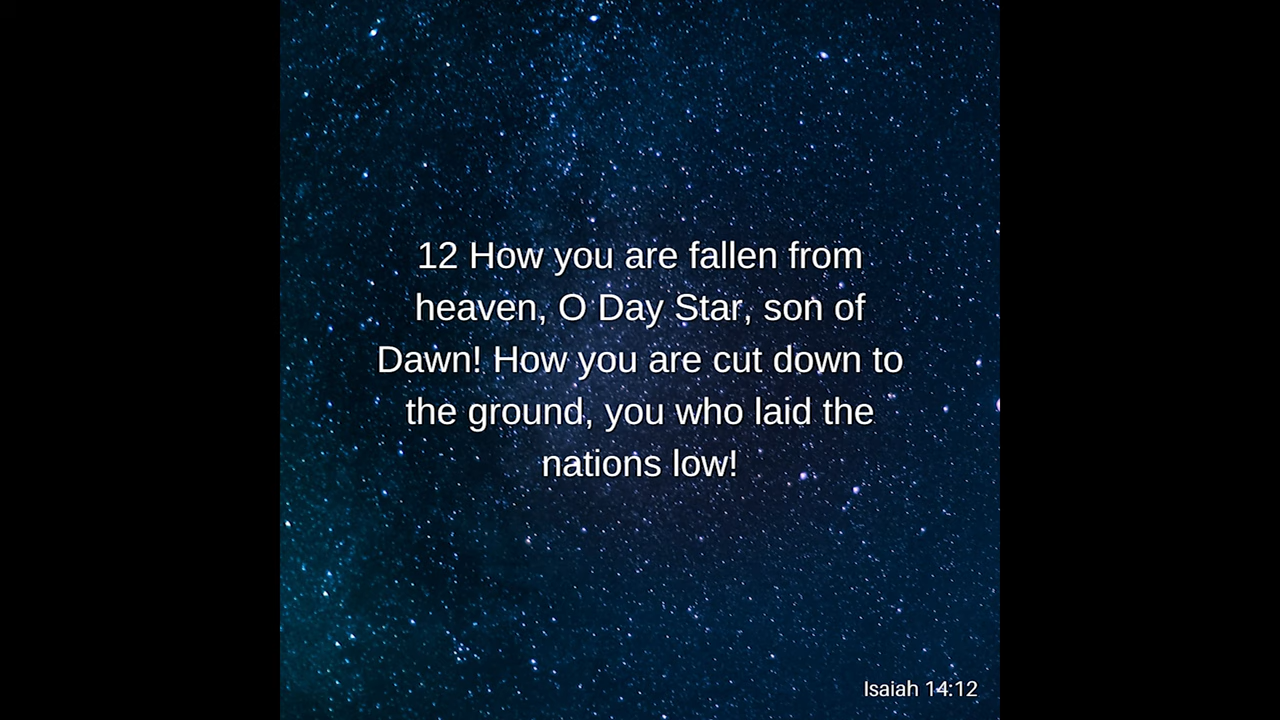 12 How you are fallen from
heaven, O Day Star, son of
Dawn! How you are cut down to
the ground, you who laid the
nations low!
Isaiah 14:12